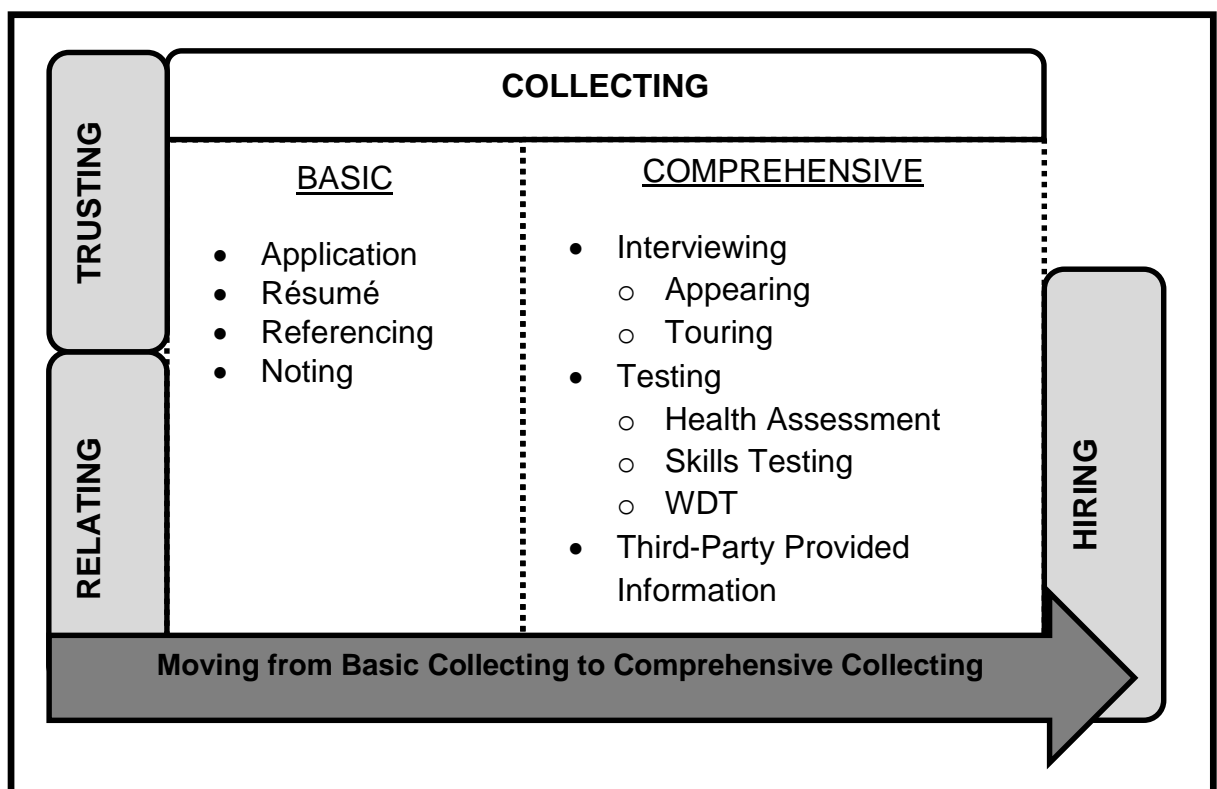 COLLECTING
TRUSTING
RELATING
BASIC
• Application
• Résumé
• Referencing
• Noting
COMPREHENSIVE
• Interviewing
o Appearing
o Touring
• Testing
o Health Assessment
o Skills Testing
o WDT
• Third-Party Provided
Information
HIRING
Moving from Basic Collecting to Comprehensive Collecting